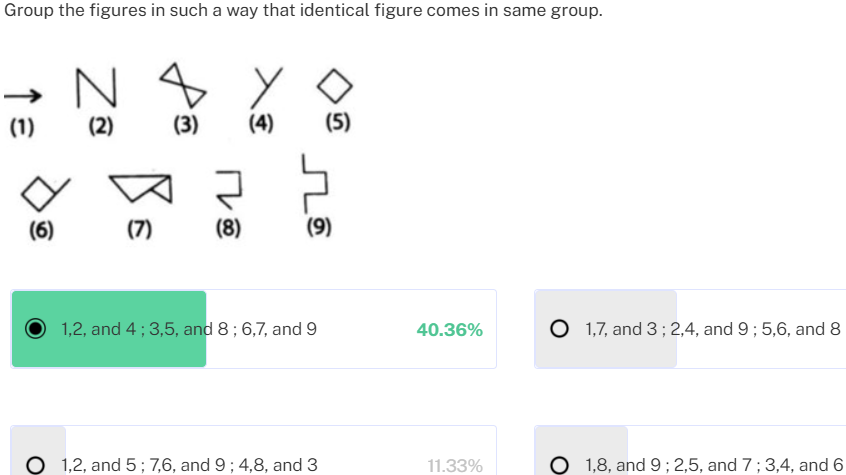 Group the figures in such a way that identical figure comes in same group.
(1) (2) (3) (4) (5)
(6) (7) (8) (9)
1,2, and 4 ; 3,5, and 8 ; 6,7, and 9 40.36% 1,7, and 3 ; 2,4, and 9 ; 5,6, and 8
1,2, and 5 ; 7,6, and 9 ; 4,8, and 3 11.33% 1,8, and 9 ; 2,5, and 7 ; 3,4, and 6